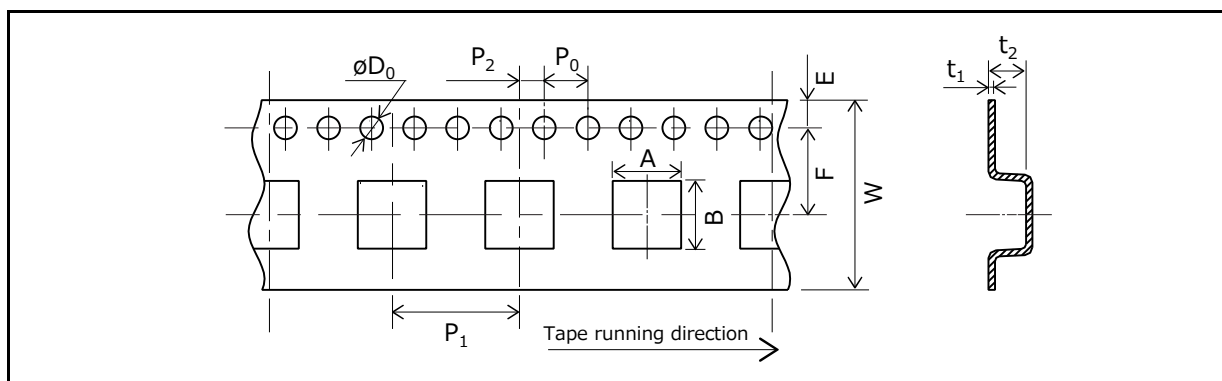 øD0
P2
P0
E
t1
t2
A
B
F
W
P1
Tape running direction